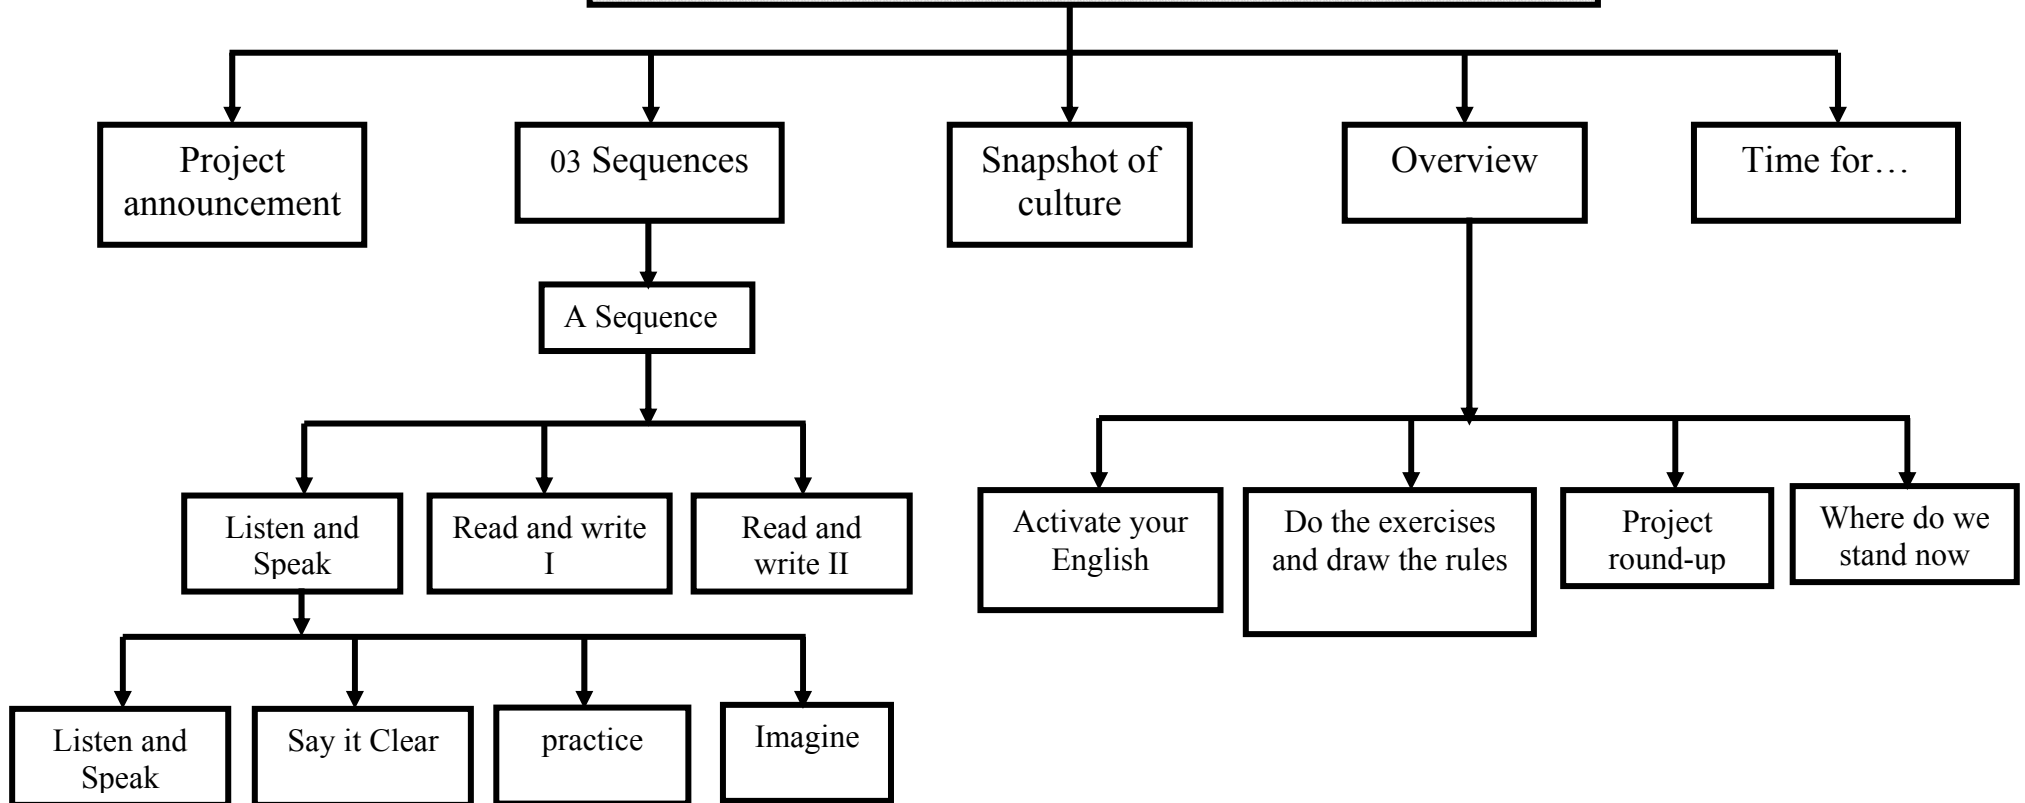 Project
announcement
03 Sequences
Snapshot of
culture
Overview
Time for…
A Sequence
Listen and
Speak
Read and write
I
Read and
write II
Activate your
English
Do the exercises
and draw the rules
Project
round-up
Where do we
stand now
Listen and
Speak
Say it Clear
practice
Imagine